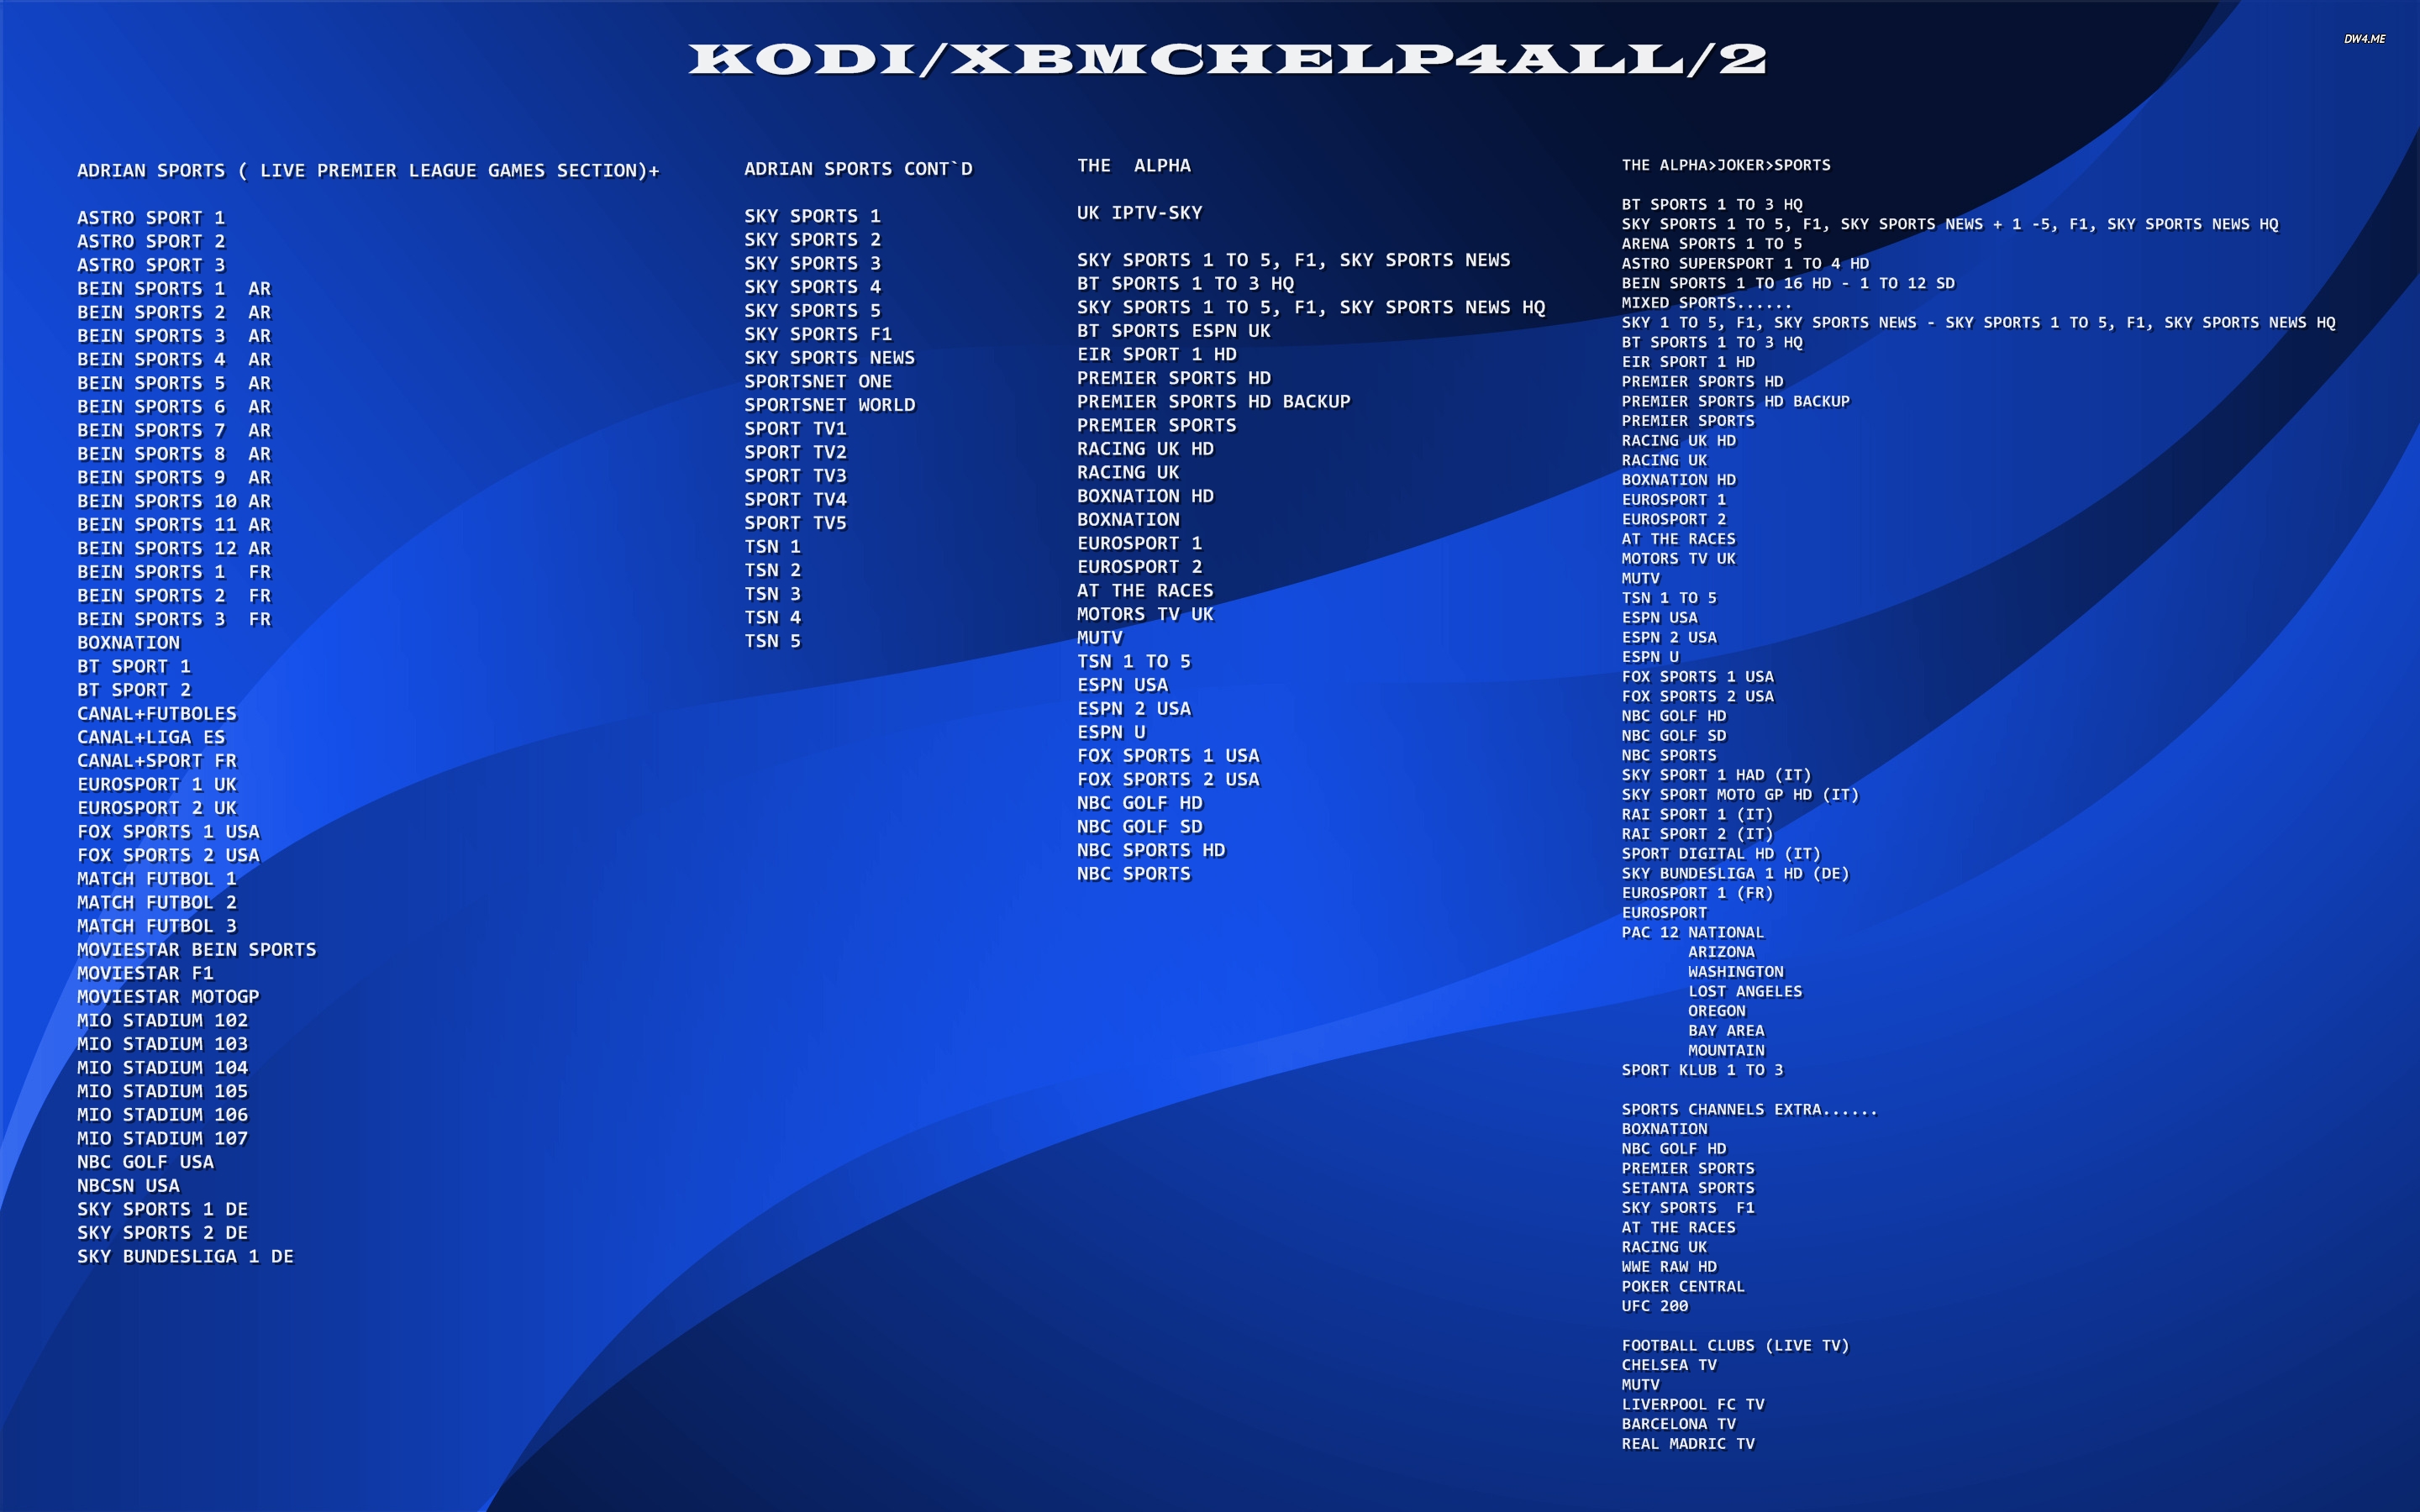 KODI/XBMCHELP4ALL/2
DW4.ME
ADRIAN SPORTS ( LIVE PREMIER LEAGUE GAMES SECTION)+
ASTRO SPORT 1
ASTRO SPORT 2
ASTRO SPORT 3
BEIN SPORTS 1  AR
BEIN SPORTS 2  AR
BEIN SPORTS 3  AR
BEIN SPORTS 4  AR
BEIN SPORTS 5  AR
BEIN SPORTS 6  AR
BEIN SPORTS 7  AR
BEIN SPORTS 8  AR
BEIN SPORTS 9  AR
BEIN SPORTS 10 AR
BEIN SPORTS 11 AR
BEIN SPORTS 12 AR
BEIN SPORTS 1  FR
BEIN SPORTS 2  FR
BEIN SPORTS 3  FR
BOXNATION
BT SPORT 1
BT SPORT 2
CANAL+FUTBOLES
CANAL+LIGA ES
CANAL+SPORT FR
EUROSPORT 1 UK
EUROSPORT 2 UK
FOX SPORTS 1 USA
FOX SPORTS 2 USA
MATCH FUTBOL 1
MATCH FUTBOL 2
MATCH FUTBOL 3
MOVIESTAR BEIN SPORTS
MOVIESTAR F1
MOVIESTAR MOTOGP
MIO STADIUM 102
MIO STADIUM 103
MIO STADIUM 104
MIO STADIUM 105
MIO STADIUM 106
MIO STADIUM 107
NBC GOLF USA
NBCSN USA
SKY SPORTS 1 DE
SKY SPORTS 2 DE
SKY BUNDESLIGA 1 DE
ADRIAN SPORTS CONT`D
SKY SPORTS 1
SKY SPORTS 2
SKY SPORTS 3
SKY SPORTS 4
SKY SPORTS 5
SKY SPORTS F1
SKY SPORTS NEWS
SPORTSNET ONE
SPORTSNET WORLD
SPORT TV1
SPORT TV2
SPORT TV3
SPORT TV4
SPORT TV5
TSN 1
TSN 2
TSN 3
TSN 4
TSN 5
THE  ALPHA
UK IPTV-SKY
SKY SPORTS 1 TO 5, F1, SKY SPORTS NEWS
BT SPORTS 1 TO 3 HQ
SKY SPORTS 1 TO 5, F1, SKY SPORTS NEWS HQ
BT SPORTS ESPN UK
EIR SPORT 1 HD
PREMIER SPORTS HD
PREMIER SPORTS HD BACKUP
PREMIER SPORTS
RACING UK HD
RACING UK
BOXNATION HD
BOXNATION
EUROSPORT 1
EUROSPORT 2
AT THE RACES
MOTORS TV UK
MUTV
TSN 1 TO 5
ESPN USA
ESPN 2 USA
ESPN U
FOX SPORTS 1 USA
FOX SPORTS 2 USA
NBC GOLF HD
NBC GOLF SD
NBC SPORTS HD
NBC SPORTS
THE ALPHA>JOKER>SPORTS
BT SPORTS 1 TO 3 HQ
SKY SPORTS 1 TO 5, F1, SKY SPORTS NEWS + 1 -5, F1, SKY SPORTS NEWS HQ
ARENA SPORTS 1 TO 5
ASTRO SUPERSPORT 1 TO 4 HD
BEIN SPORTS 1 TO 16 HD - 1 TO 12 SD
MIXED SPORTS......
SKY 1 TO 5, F1, SKY SPORTS NEWS - SKY SPORTS 1 TO 5, F1, SKY SPORTS NEWS HQ
BT SPORTS 1 TO 3 HQ
EIR SPORT 1 HD
PREMIER SPORTS HD
PREMIER SPORTS HD BACKUP
PREMIER SPORTS
RACING UK HD
RACING UK
BOXNATION HD
EUROSPORT 1
EUROSPORT 2
AT THE RACES
MOTORS TV UK
MUTV
TSN 1 TO 5
ESPN USA
ESPN 2 USA
ESPN U
FOX SPORTS 1 USA
FOX SPORTS 2 USA
NBC GOLF HD
NBC GOLF SD
NBC SPORTS
SKY SPORT 1 HAD (IT)
SKY SPORT MOTO GP HD (IT)
RAI SPORT 1 (IT)
RAI SPORT 2 (IT)
SPORT DIGITAL HD (IT)
SKY BUNDESLIGA 1 HD (DE)
EUROSPORT 1 (FR)
EUROSPORT
PAC 12 NATIONAL
ARIZONA
WASHINGTON
LOST ANGELES
OREGON
BAY AREA
MOUNTAIN
SPORT KLUB 1 TO 3
SPORTS CHANNELS EXTRA......
BOXNATION
NBC GOLF HD
PREMIER SPORTS
SETANTA SPORTS
SKY SPORTS  F1
AT THE RACES
RACING UK
WWE RAW HD
POKER CENTRAL
UFC 200
FOOTBALL CLUBS (LIVE TV)
CHELSEA TV
MUTV
LIVERPOOL FC TV
BARCELONA TV
REAL MADRIC TV